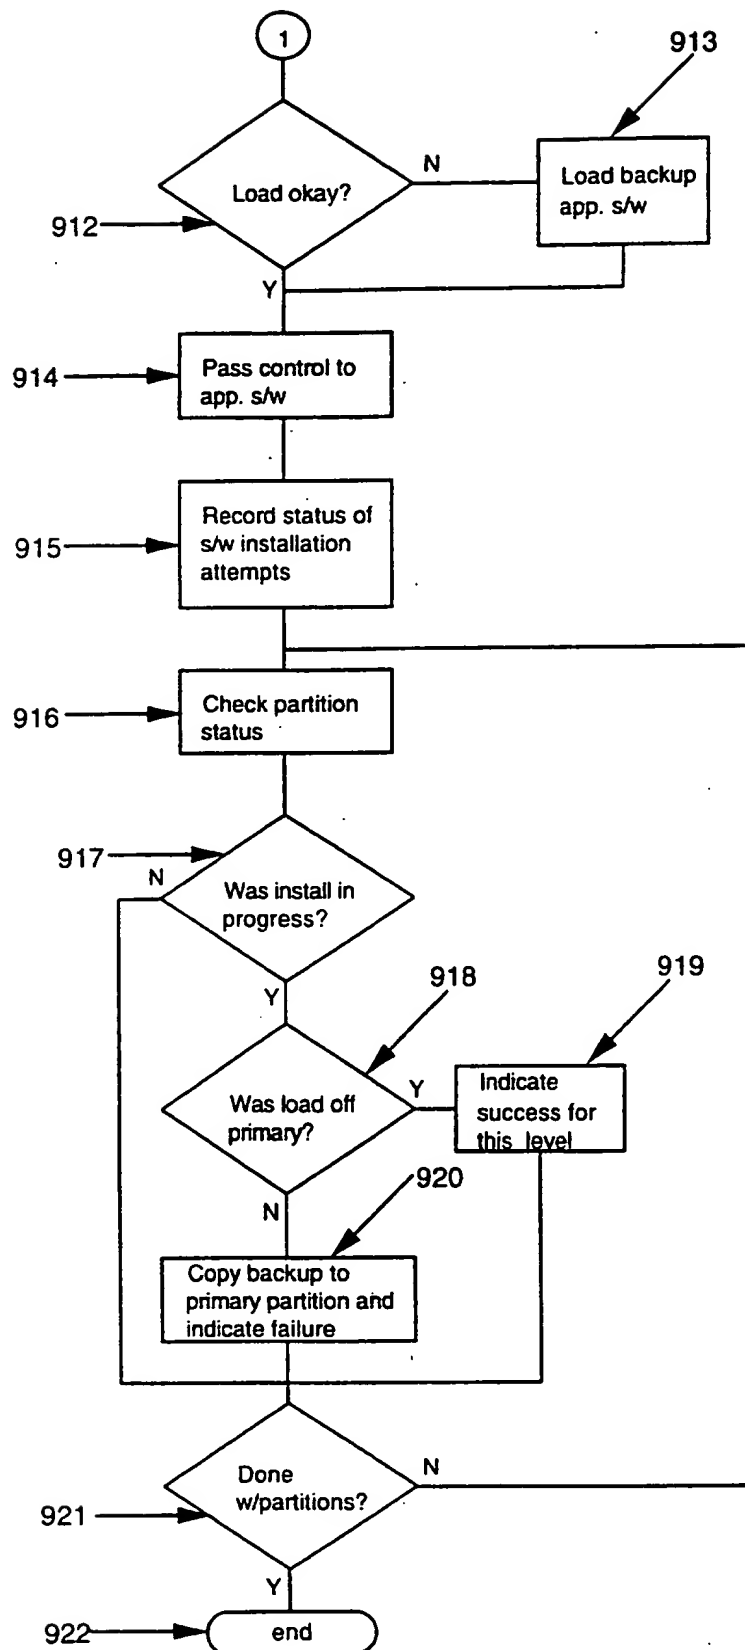 1
913
Load okay?
N
Load backup
app. s/w
912
Y
914
Pass control to
app. s/w
915
Record status of
s/w installation
attempts
916
Check partition
status
917
N
Was install in
progress?
Y
918
919
Was load off
primary?
Y
Indicate
success for
this level
N
920
Copy backup to
primary partition and
indicate failure
Done
w/partitions?
N
921
Y
922
end